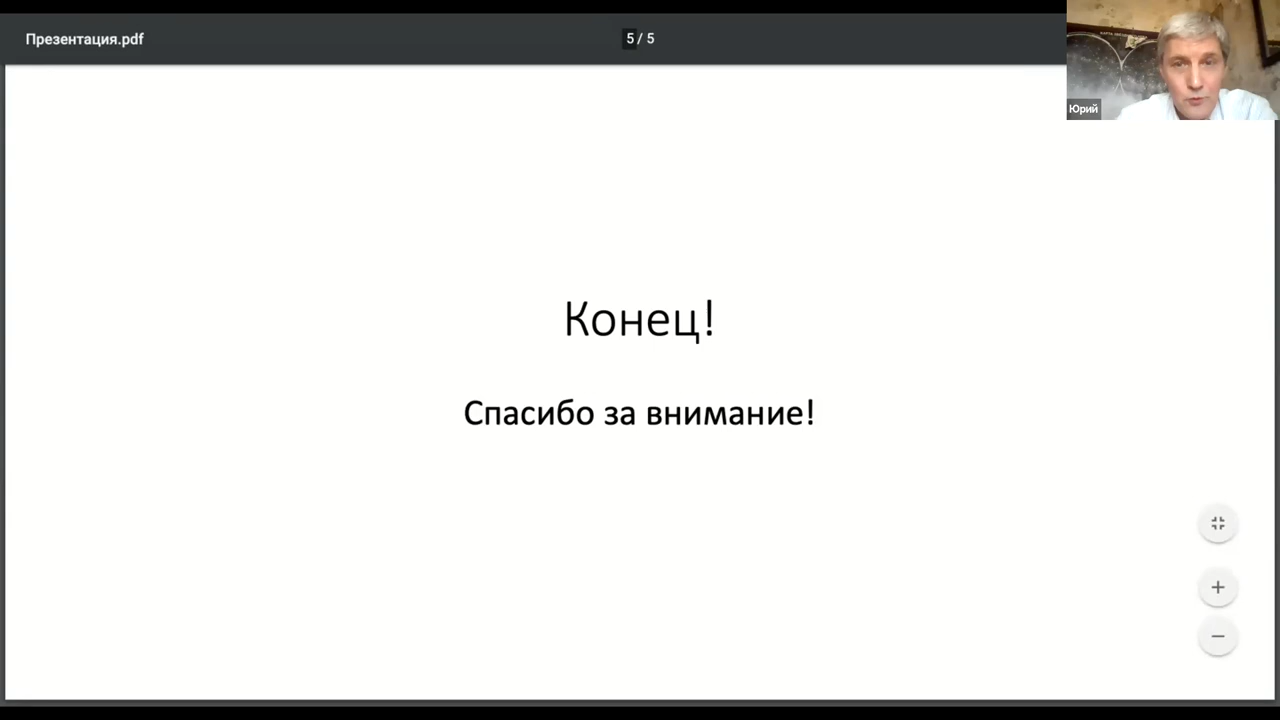 Презентация.pdf
5 / 5
Юрий
Конец!
Спасибо за внимание!